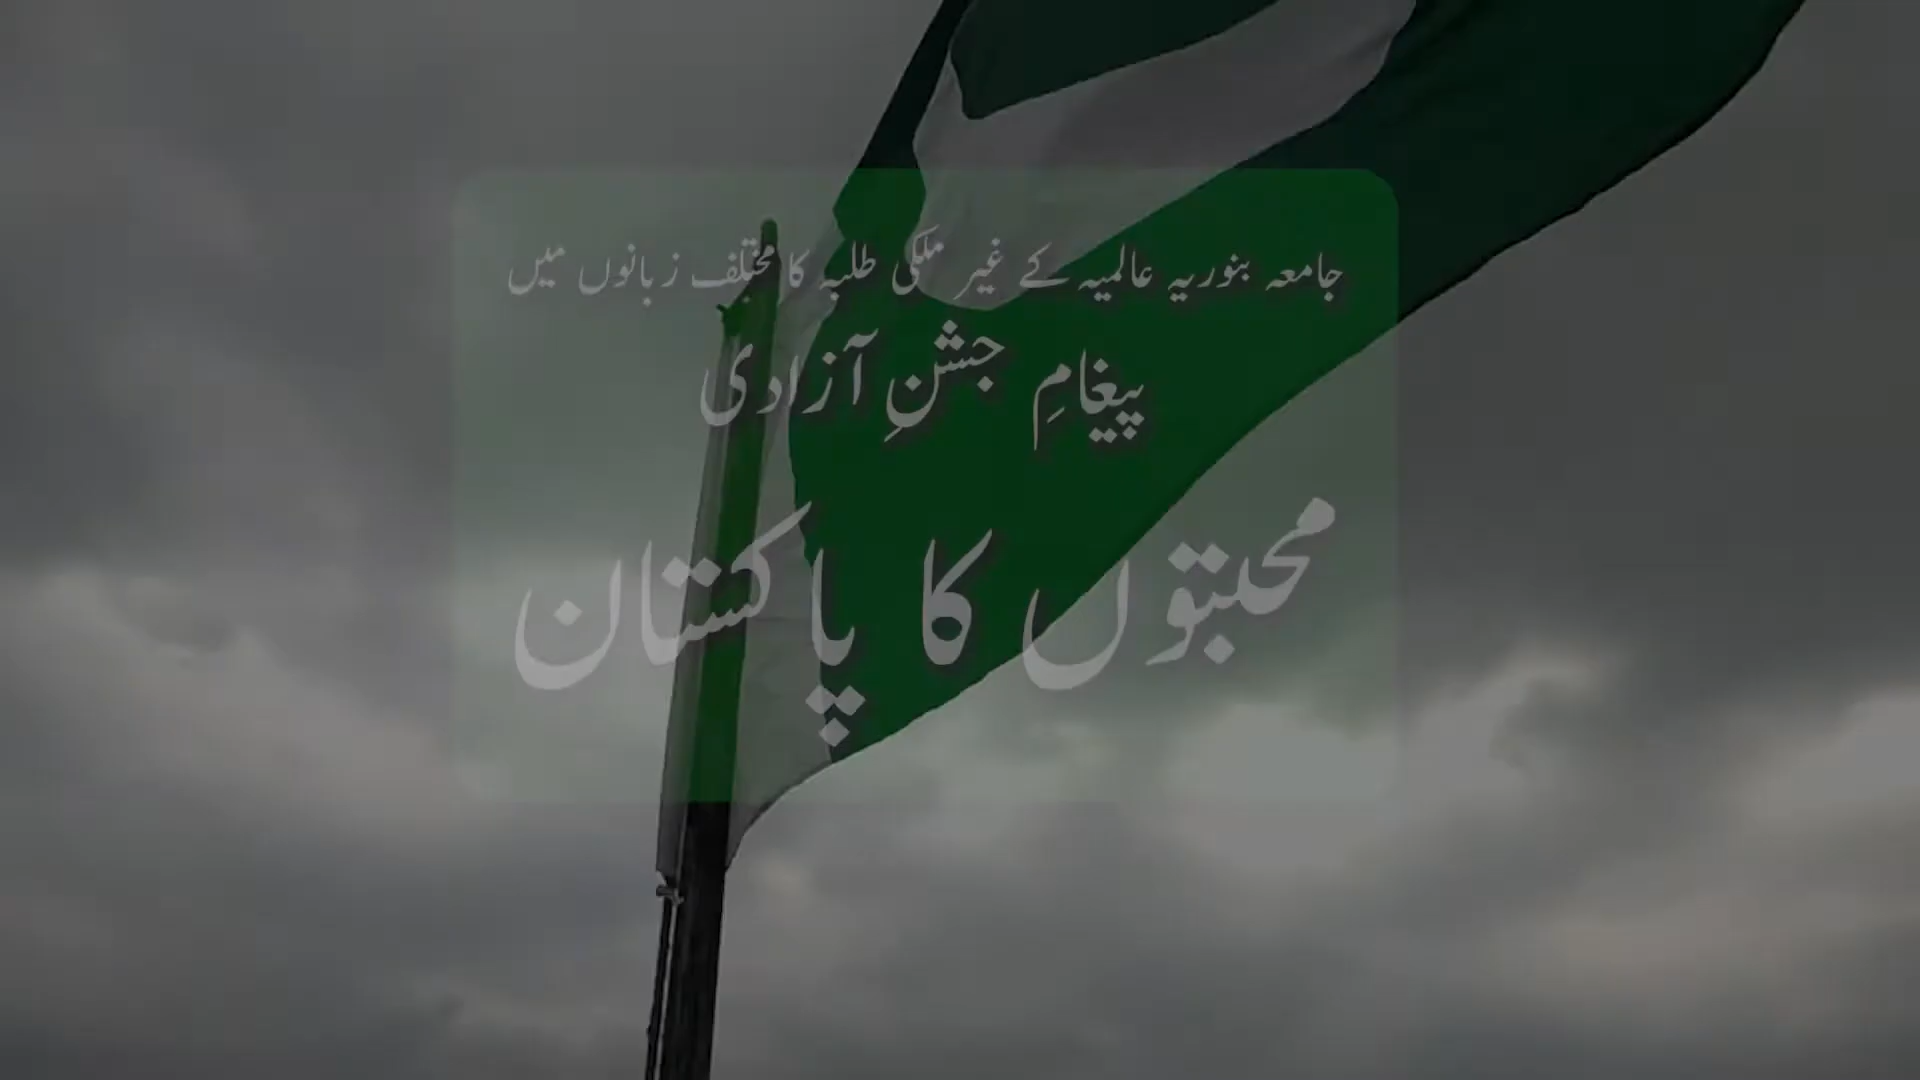 جامعہ بنوریہ عالمیہ کے غیر ملکی طلبہ کا مختلف زبانوں میں
پیغامِ جشنِ آزادی
محبتوں کا پاکستان